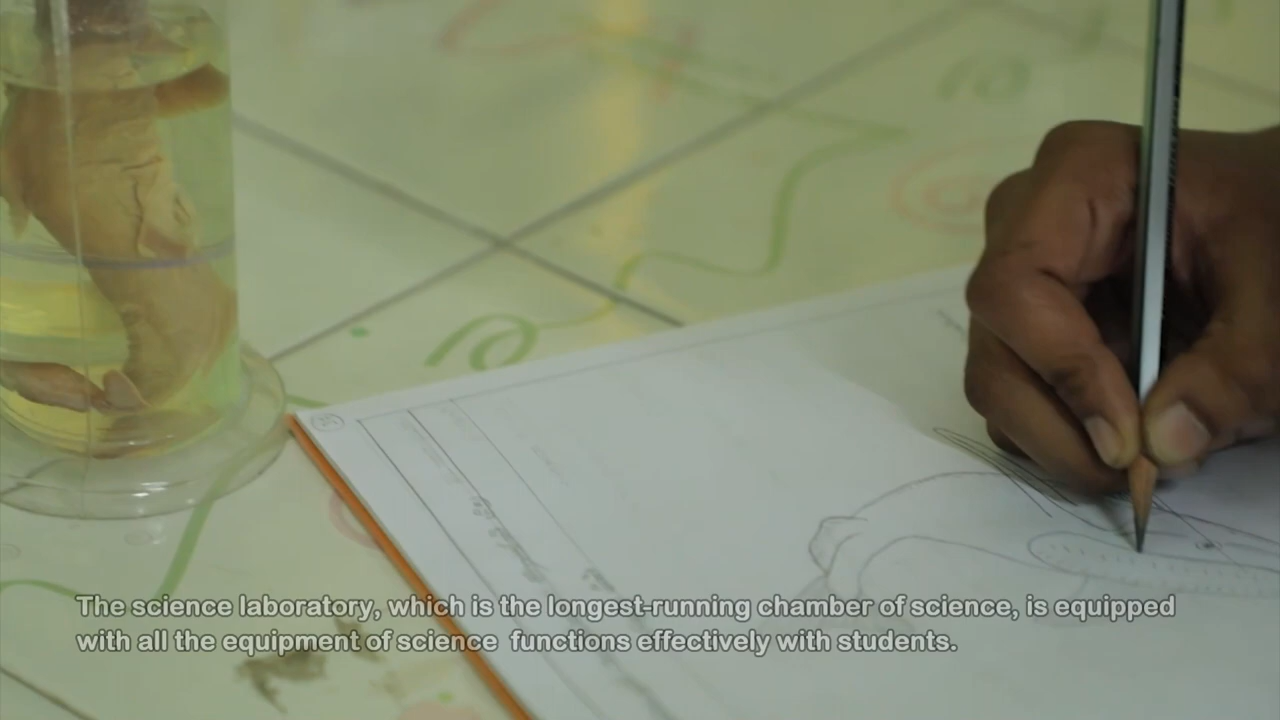 The science laboratory, which is the longest-running chamber of science, is equipped
with all the equipment of science  functions effectively with students.